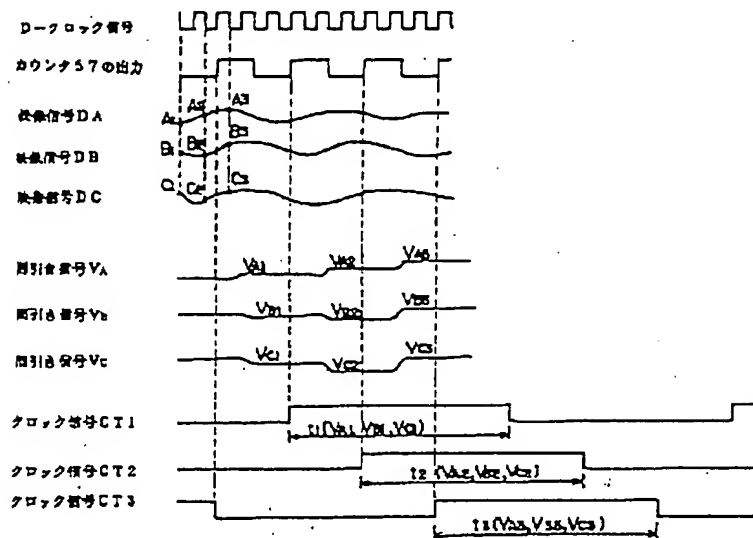 Dークロック信号
カウンタ57の出力
映像信号DA
A1 A2 A3
映像信号DB
B1 B2 B3
映像信号DC
C1 C2 C3
間引き信号VA
VA1 VA2 VA3
間引き信号VB
VB1 VB2 VB3
間引き信号VC
VC1 VC2 VC3
クロック信号CT1
t1(VA1,VB1,VC1)
クロック信号CT2
t2(VA2,VB2,VC2)
クロック信号CT3
t3(VA3,VB3,VC3)